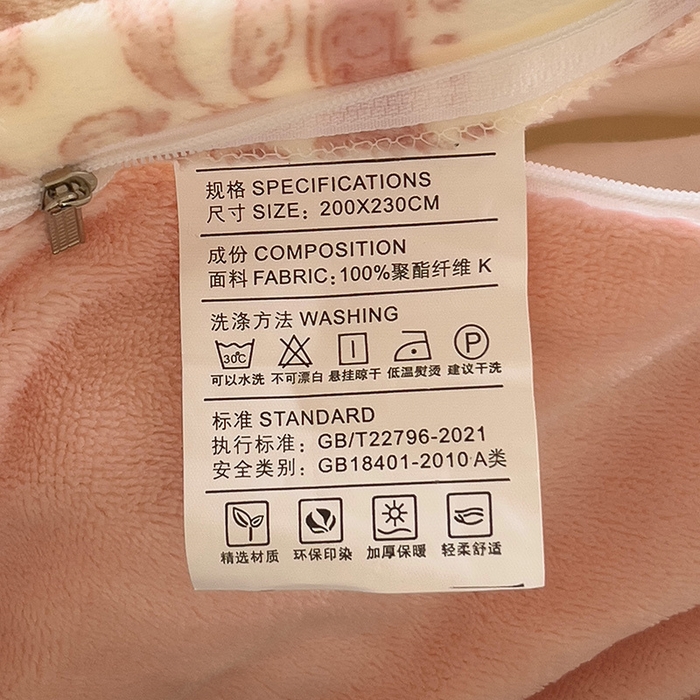 规格 SPECIFICATIONS
尺寸 SIZE: 200X230CM
成份 COMPOSITION
面料 FABRIC:100%聚酯纤维 K
洗涤方法 WASHING
30℃ P
可以水洗 不可漂白 悬挂晾干 低温熨烫 建议干洗
标准 STANDARD
执行标准: GB/T22796-2021
安全类别: GB18401-2010 A类
精选材质 环保印染 加厚保暖 轻柔舒适